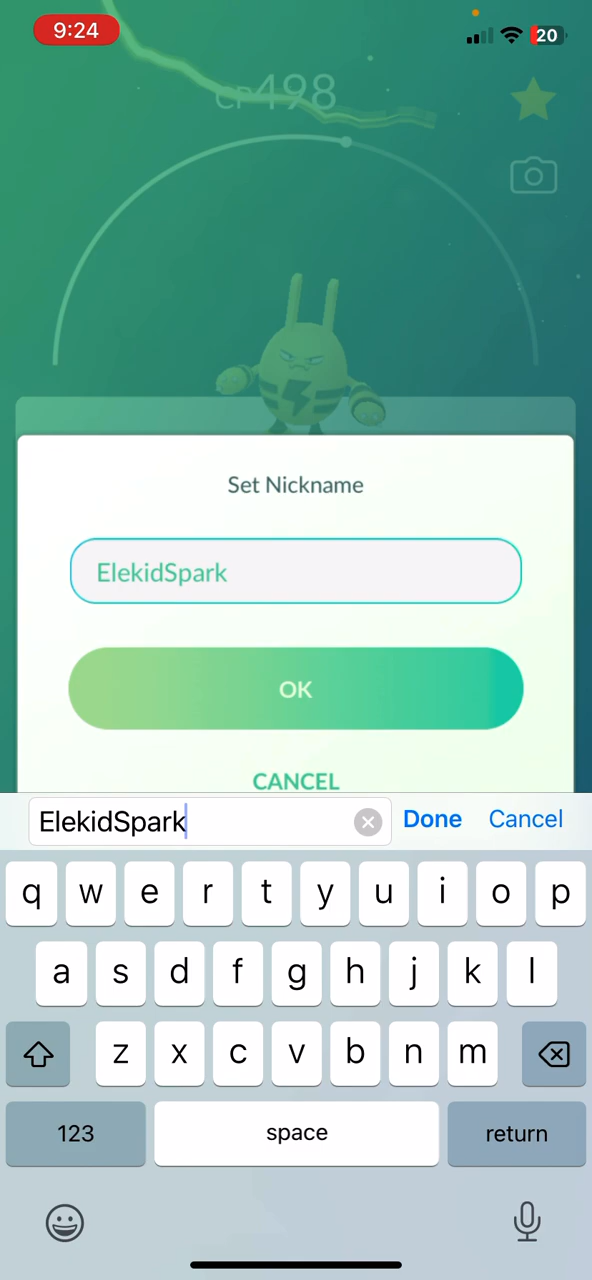 9:24
20
CP498
Set Nickname
ElekidSpark
OK
CANCEL
ElekidSpark
Done
Cancel
q w e r t y u i o p
a s d f g h j k l
z x c v b n m
123
space
return